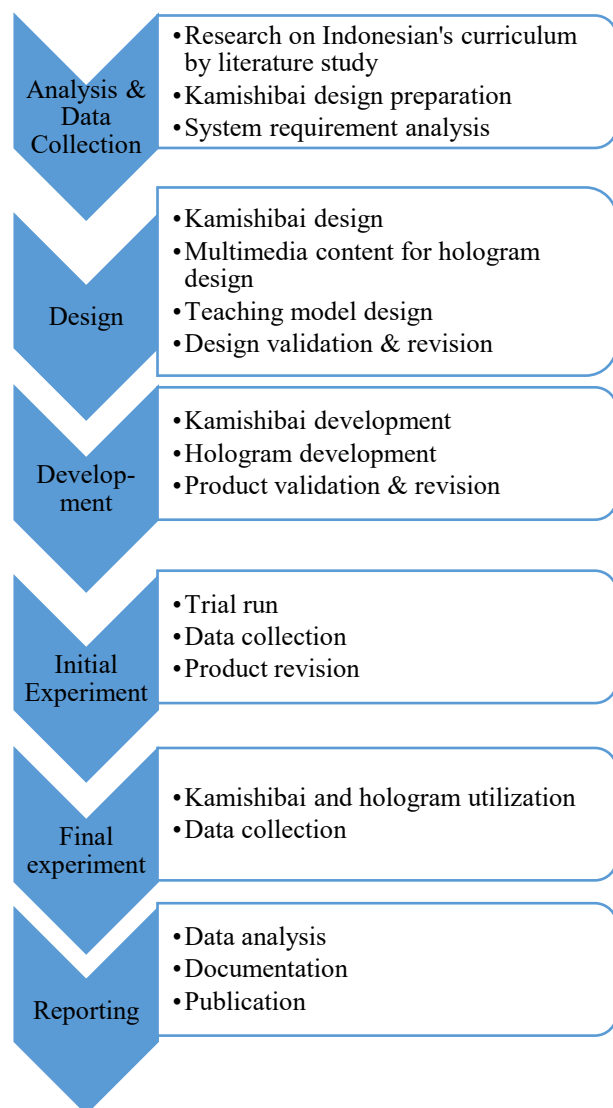 Analysis &
Data
Collection
•Research on Indonesian's curriculum
by literature study
•Kamishibai design preparation
•System requirement analysis
Design
•Kamishibai design
•Multimedia content for hologram
design
•Teaching model design
•Design validation & revision
Develop-
ment
•Kamishibai development
•Hologram development
•Product validation & revision
Initial
Experiment
•Trial run
•Data collection
•Product revision
Final
experiment
•Kamishibai and hologram utilization
•Data collection
Reporting
•Data analysis
•Documentation
•Publication